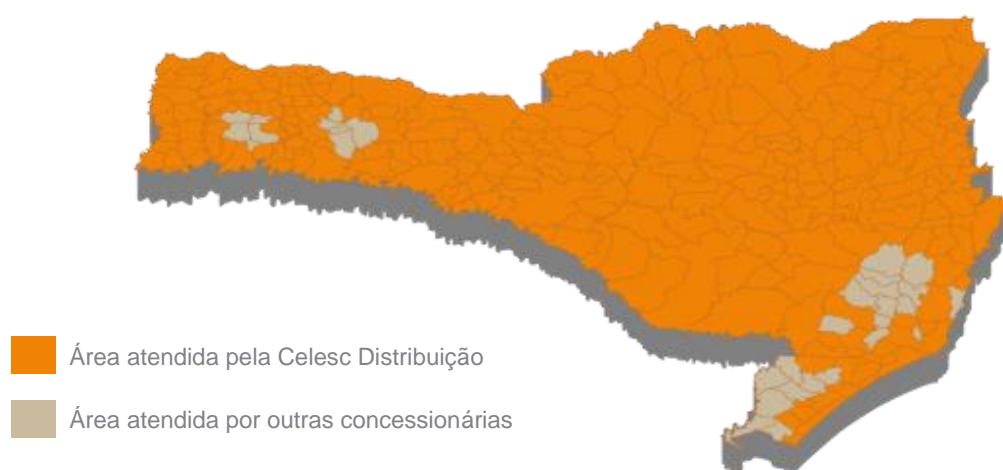 Área atendida pela Celesc Distribuição
Área atendida por outras concessionárias